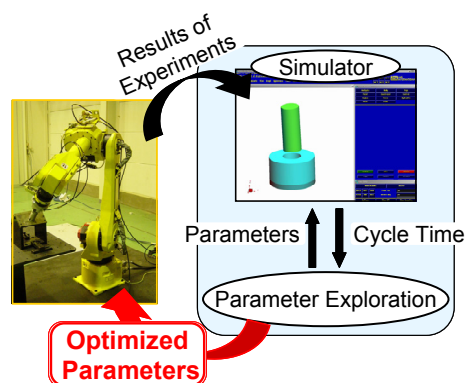 Results of
Experiments
Simulator
Parameters
Cycle Time
Parameter Exploration
Optimized
Parameters